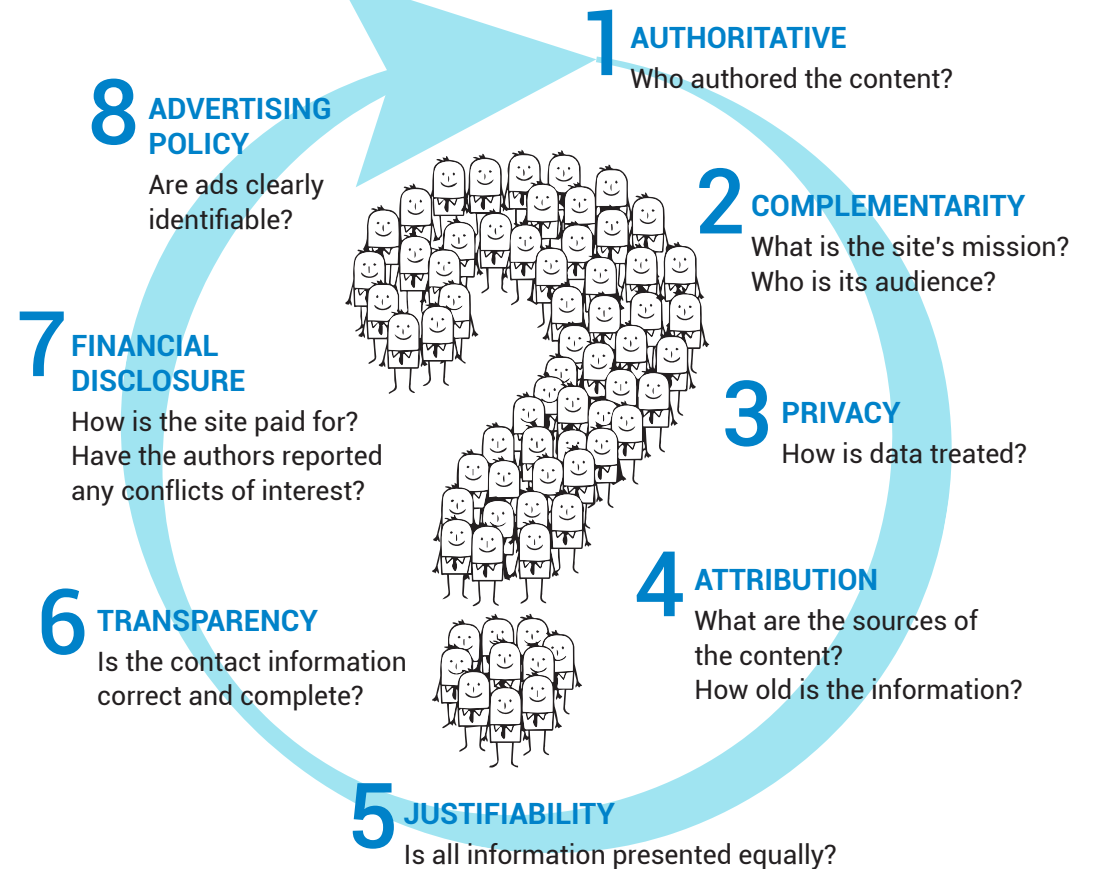 1 AUTHORITATIVE
Who authored the content?
2 COMPLEMENTARITY
What is the site's mission?
Who is its audience?
3 PRIVACY
How is data treated?
4 ATTRIBUTION
What are the sources of
the content?
How old is the information?
5 JUSTIFIABILITY
Is all information presented equally?
6 TRANSPARENCY
Is the contact information
correct and complete?
7 FINANCIAL
DISCLOSURE
How is the site paid for?
Have the authors reported
any conflicts of interest?
8 ADVERTISING
POLICY
Are ads clearly
identifiable?